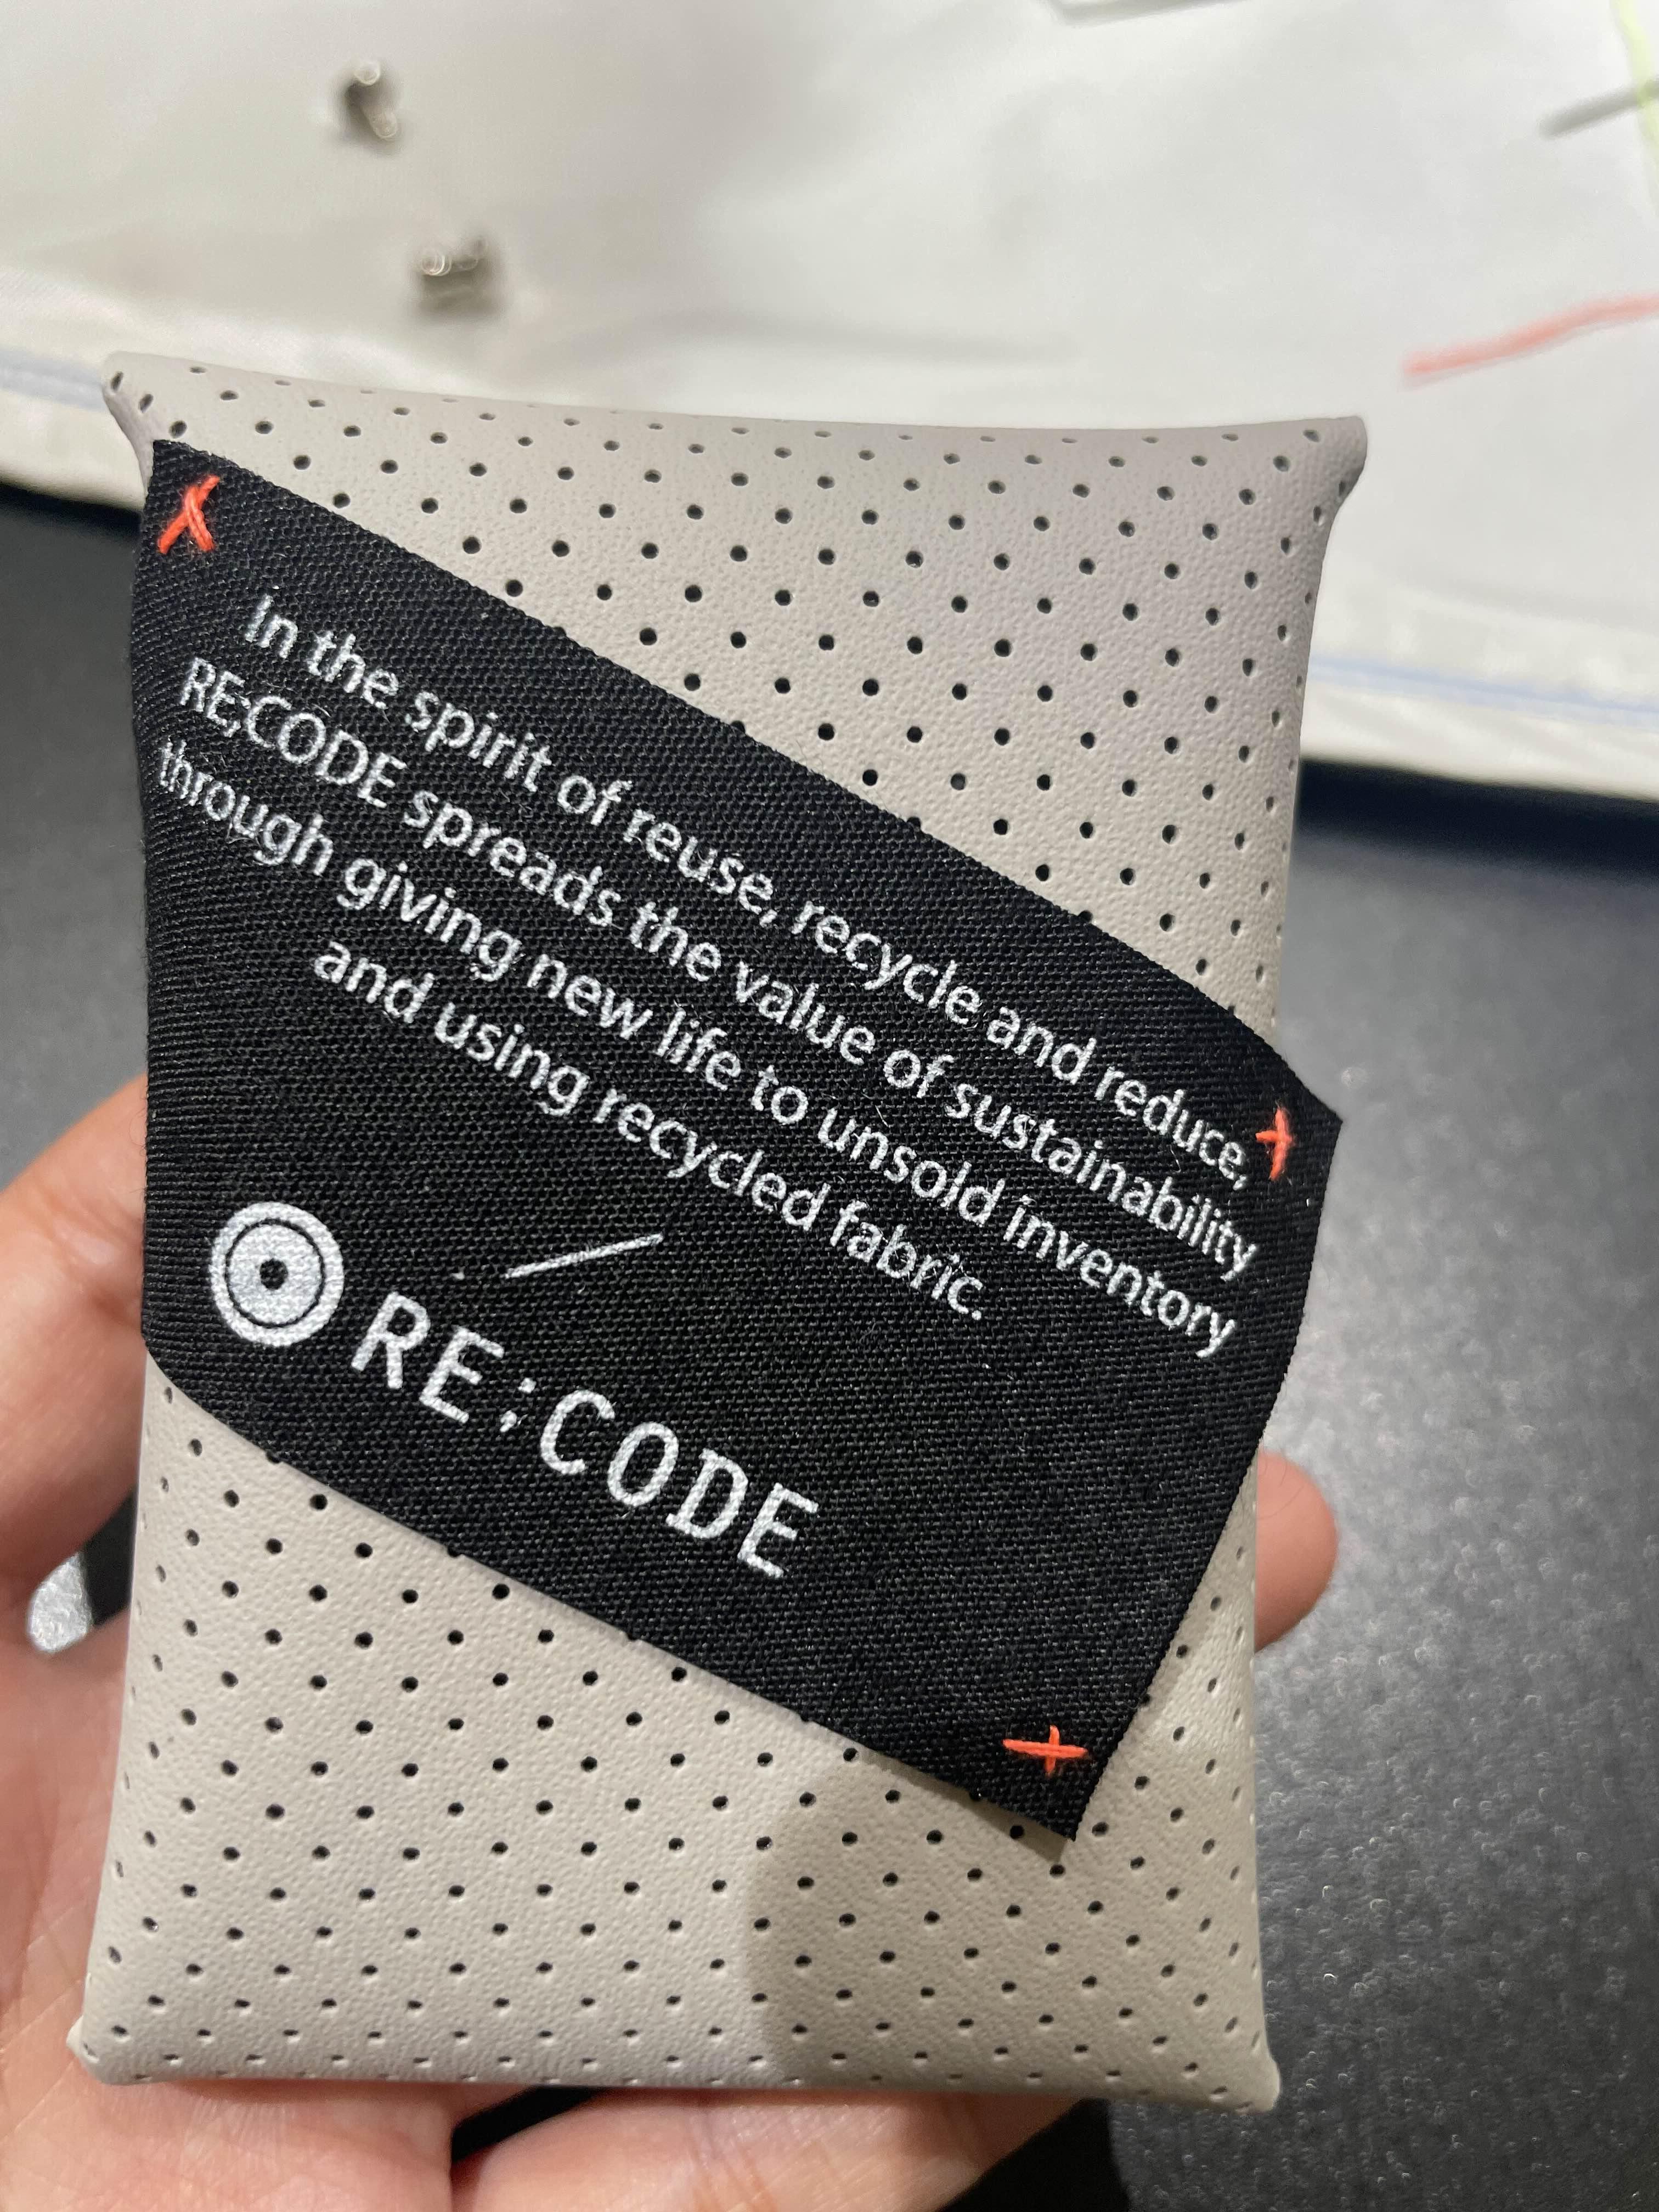 In the spirit of reuse, recycle and reduce,
RE;CODE spreads the value of sustainability
through giving new life to unsold inventory
and using recycled fabric.
RE;CODE